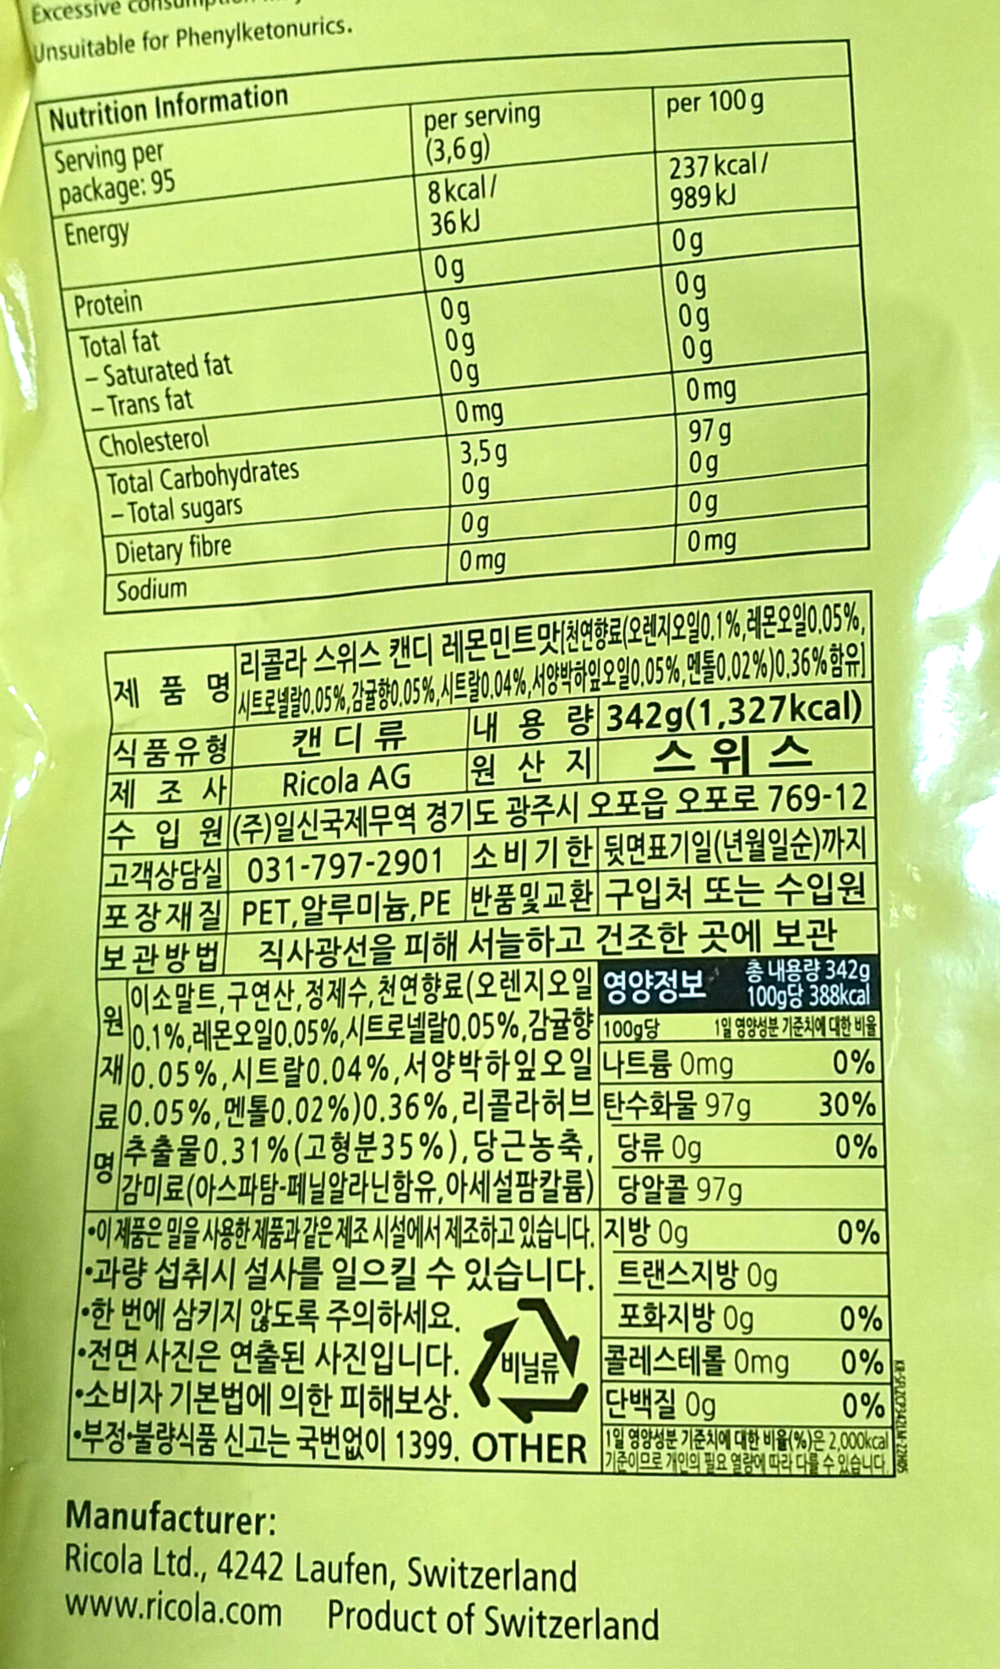 Excessive
Unsuitable for Phenylketonurics.
Nutrition Information
Serving per package: 95 per serving (3,6 g) per 100 g
Energy 8 kcal / 36 kJ 237 kcal / 989 kJ
Protein 0 g 0 g
Total fat 0 g 0 g
– Saturated fat 0 g 0 g
– Trans fat 0 g 0 g
Cholesterol 0 mg 0 mg
Total Carbohydrates 3,5 g 97 g
– Total sugars 0 g 0 g
Dietary fibre 0 g 0 g
Sodium 0 mg 0 mg
제 품 명 리콜라 스위스 캔디 레몬민트맛[천연향료(오렌지오일0.1%,레몬오일0.05%,
시트로넬랄0.05%,감귤향0.05%,시트랄0.04%,서양박하잎오일0.05%,멘톨0.02%)0.36%함유]
식품유형 캔디류 내 용 량 342g(1,327kcal)
제 조 사 Ricola AG 원 산 지 스위스
수 입 원 (주)일신국제무역 경기도 광주시 오포읍 오포로 769-12
고객상담실 031-797-2901 소비기한 뒷면표기일(년월일순)까지
포장재질 PET,알루미늄,PE 반품및교환 구입처 또는 수입원
보관방법 직사광선을 피해 서늘하고 건조한 곳에 보관
원재료명 이소말트,구연산,정제수,천연향료(오렌지오일
0.1%,레몬오일0.05%,시트로넬랄0.05%,감귤향
0.05%,시트랄0.04%,서양박하잎오일
0.05%,멘톨0.02%)0.36%,리콜라허브
추출물0.31%(고형분35%),당근농축,
감미료(아스파탐-페닐알라닌함유,아세설팜칼륨)
•이 제품은 밀을 사용한 제품과 같은 제조 시설에서 제조하고 있습니다.
•과량 섭취시 설사를 일으킬 수 있습니다.
•한 번에 삼키지 않도록 주의하세요.
•전면 사진은 연출된 사진입니다.
•소비자 기본법에 의한 피해보상.
•부정•불량식품 신고는 국번없이 1399.
비닐류
OTHER
영양정보 총 내용량 342g
100g당 388kcal
100g당 1일 영양성분 기준치에 대한 비율
나트륨 0mg 0%
탄수화물 97g 30%
당류 0g 0%
당알콜 97g
지방 0g 0%
트랜스지방 0g
포화지방 0g 0%
콜레스테롤 0mg 0%
단백질 0g 0%
1일 영양성분 기준치에 대한 비율(%)은 2,000kcal
기준이므로 개인의 필요 열량에 따라 다를 수 있습니다.
Manufacturer:
Ricola Ltd., 4242 Laufen, Switzerland
www.ricola.com Product of Switzerland